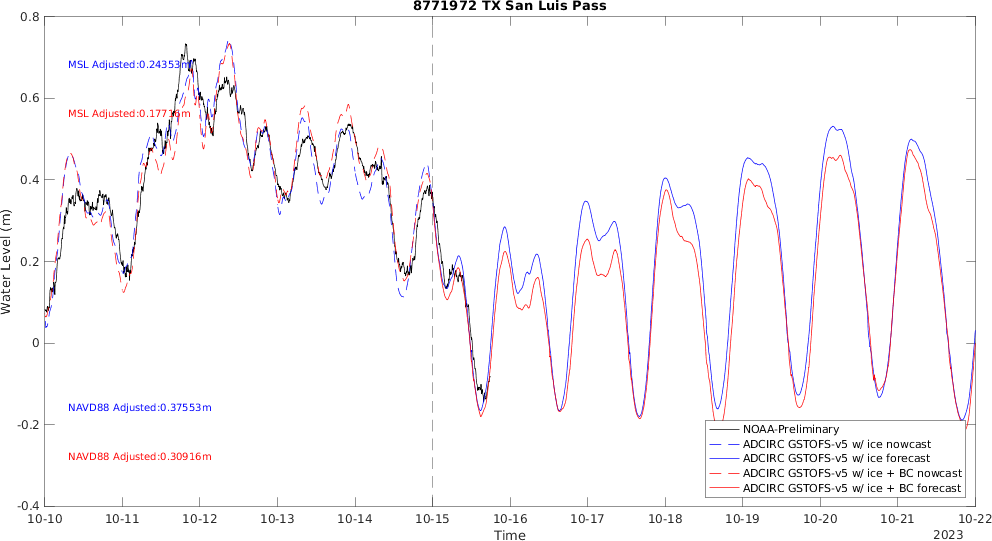 8771972 TX San Luis Pass
0.8
0.6
0.4
0.2
0
-0.2
-0.4
Water Level (m)
MSL Adjusted:0.24353m
NAVD88 Adjusted:0.37553m
NAVD88 Adjusted:0.30916m
NOAA-Preliminary
ADCIRC GSTOFS-v5 w/ ice nowcast
ADCIRC GSTOFS-v5 w/ ice forecast
ADCIRC GSTOFS-v5 w/ ice + BC nowcast
ADCIRC GSTOFS-v5 w/ ice + BC forecast
10-10 10-11 10-12 10-13 10-14 10-15 10-16 10-17 10-18 10-19 10-20 10-21 10-22
Time
2023
MSL Adjusted: